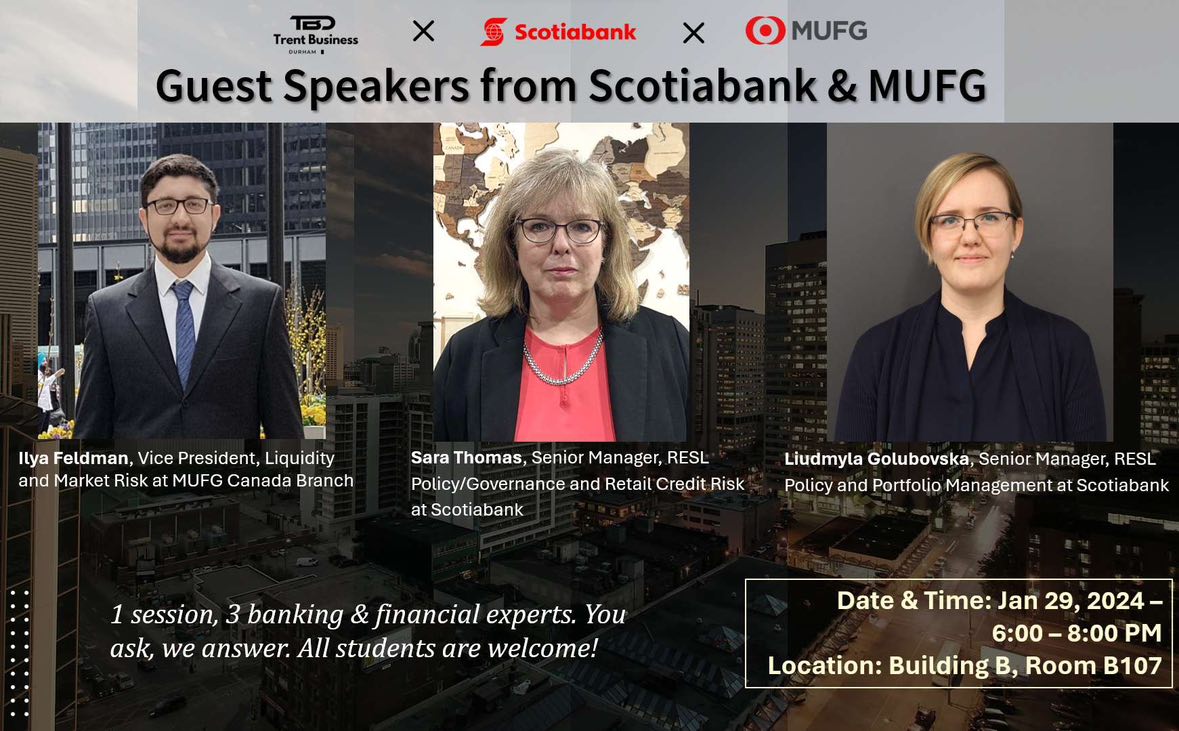 TBD
Trent Business
DURHAM
X
Scotiabank
X
MUFG
Guest Speakers from Scotiabank & MUFG
Ilya Feldman, Vice President, Liquidity
and Market Risk at MUFG Canada Branch
Sara Thomas, Senior Manager, RESL
Policy/Governance and Retail Credit Risk
at Scotiabank
Liudmyla Golubovska, Senior Manager, RESL
Policy and Portfolio Management at Scotiabank
1 session, 3 banking & financial experts. You
ask, we answer. All students are welcome!
Date & Time: Jan 29, 2024 –
6:00 – 8:00 PM
Location: Building B, Room B107